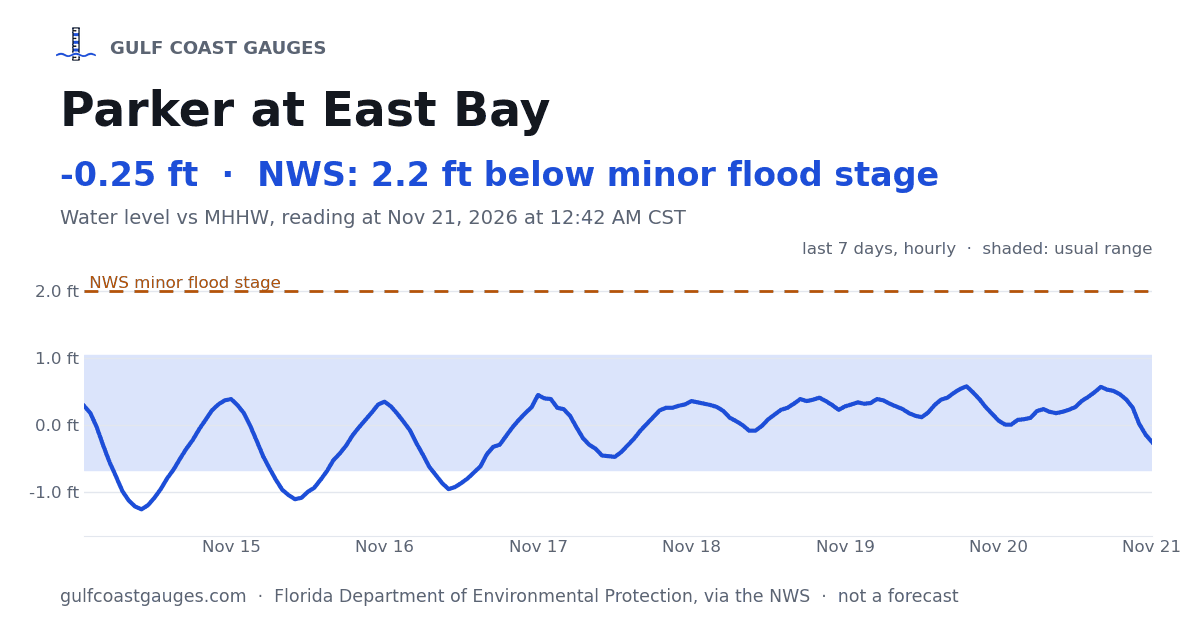 GULF COAST GAUGES
Parker at East Bay
-0.25 ft · NWS: 2.2 ft below minor flood stage
Water level vs MHHW, reading at Nov 21, 2026 at 12:42 AM CST
last 7 days, hourly · shaded: usual range
NWS minor flood stage
2.0 ft
1.0 ft
0.0 ft
-1.0 ft
Nov 15 Nov 16 Nov 17 Nov 18 Nov 19 Nov 20 Nov 21
gulfcoastgauges.com · Florida Department of Environmental Protection, via the NWS · not a forecast